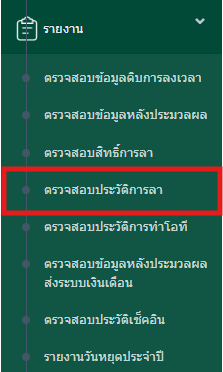 รายงาน
ตรวจสอบข้อมูลดิบการลงเวลา
ตรวจสอบข้อมูลหลังประมวลผล
ตรวจสอบสิทธิ์การลา
ตรวจสอบประวัติการลา
ตรวจสอบประวัติการทำโอที
ตรวจสอบข้อมูลหลังประมวลผล
ส่งระบบเงินเดือน
ตรวจสอบประวัติเช็คอิน
รายงานวันหยุดประจำปี